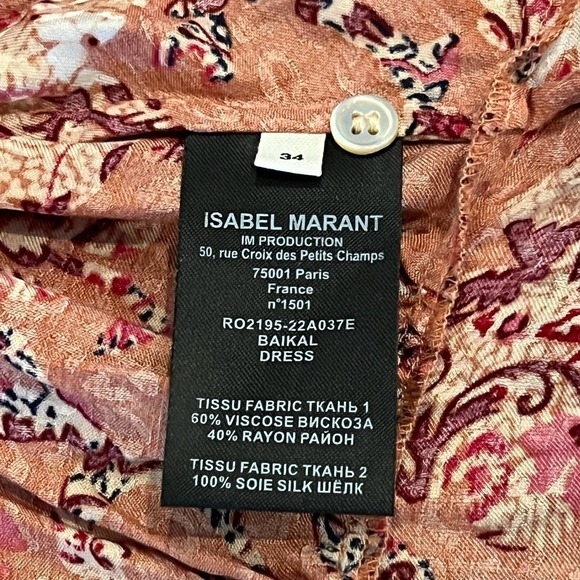 34
ISABEL MARANT
IM PRODUCTION
50, rue Croix des Petits Champs
75001 Paris
France
n°1501
RO2195-22A037E
BAIKAL
DRESS
TISSU FABRIC ТКАНЬ 1
60% VISCOSE ВИСКОЗА
40% RAYON РАЙОН
TISSU FABRIC ТКАНЬ 2
100% SOIE SILK ШЁЛК